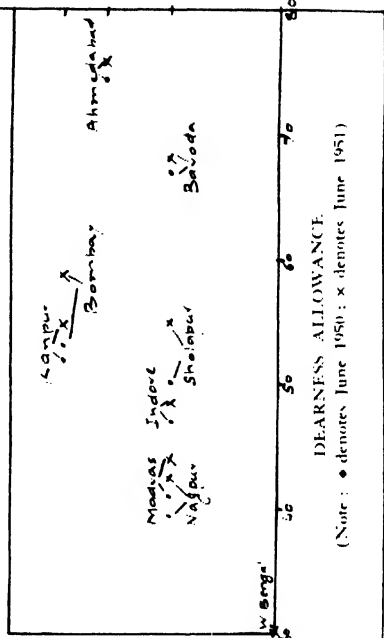 Ahmedabad
Kanpur
Bombay
Madras
Indore
Baroda
Nagpur
Sholapur
W Bengal
40
50
60
70
80
DEARNESS ALLOWANCE
(Note : ● denotes June 1950 ; × denotes June 1951)